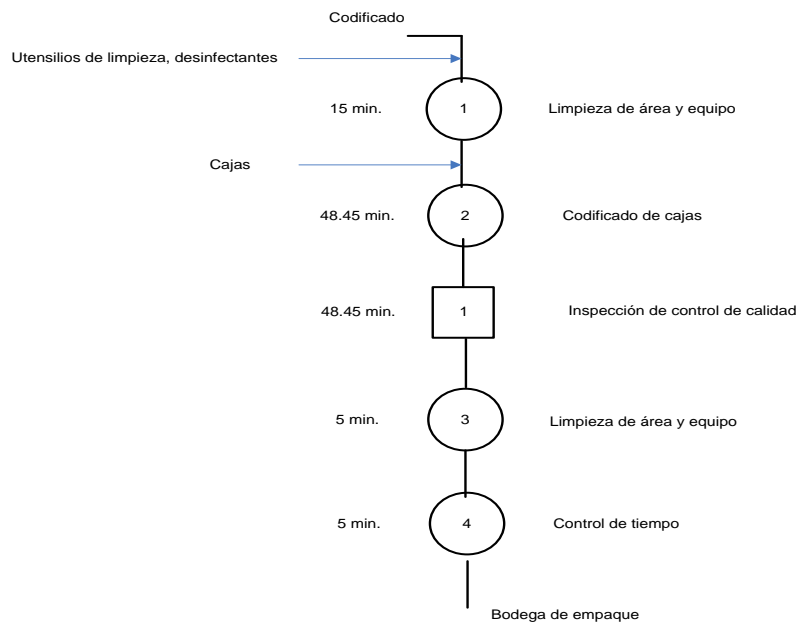 Codificado
Utensilios de limpieza, desinfectantes
15 min.
1
Limpieza de área y equipo
Cajas
48.45 min.
2
Codificado de cajas
48.45 min.
1
Inspección de control de calidad
5 min.
3
Limpieza de área y equipo
5 min.
4
Control de tiempo
Bodega de empaque